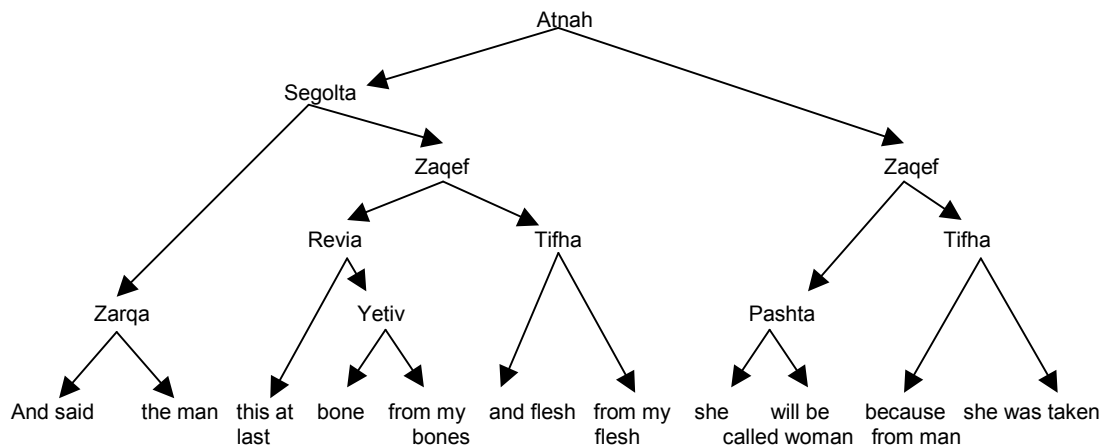 Atnah
Segolta
Zaqef Zaqef
Revia Tifha Tifha
Zarqa Yetiv Pashta
And said the man this at bone from my and flesh from my she will be because she was taken
last bones flesh called woman from man